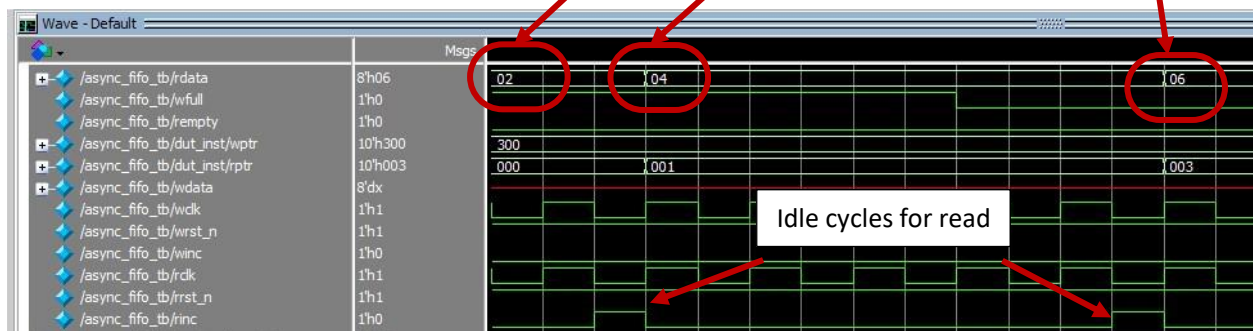 Wave - Default
Msgs
/async_fifo_tb/rdata 8'h06 02 04 06
/async_fifo_tb/wfull 1'h0
/async_fifo_tb/rempty 1'h0
/async_fifo_tb/dut_inst/wptr 10'h300 300
/async_fifo_tb/dut_inst/rptr 10'h003 000 001 003
/async_fifo_tb/wdata 8'dx
/async_fifo_tb/wclk 1'h1
/async_fifo_tb/wrst_n 1'h1
/async_fifo_tb/winc 1'h0
/async_fifo_tb/rclk 1'h1
/async_fifo_tb/rrst_n 1'h1
/async_fifo_tb/rinc 1'h0
Idle cycles for read